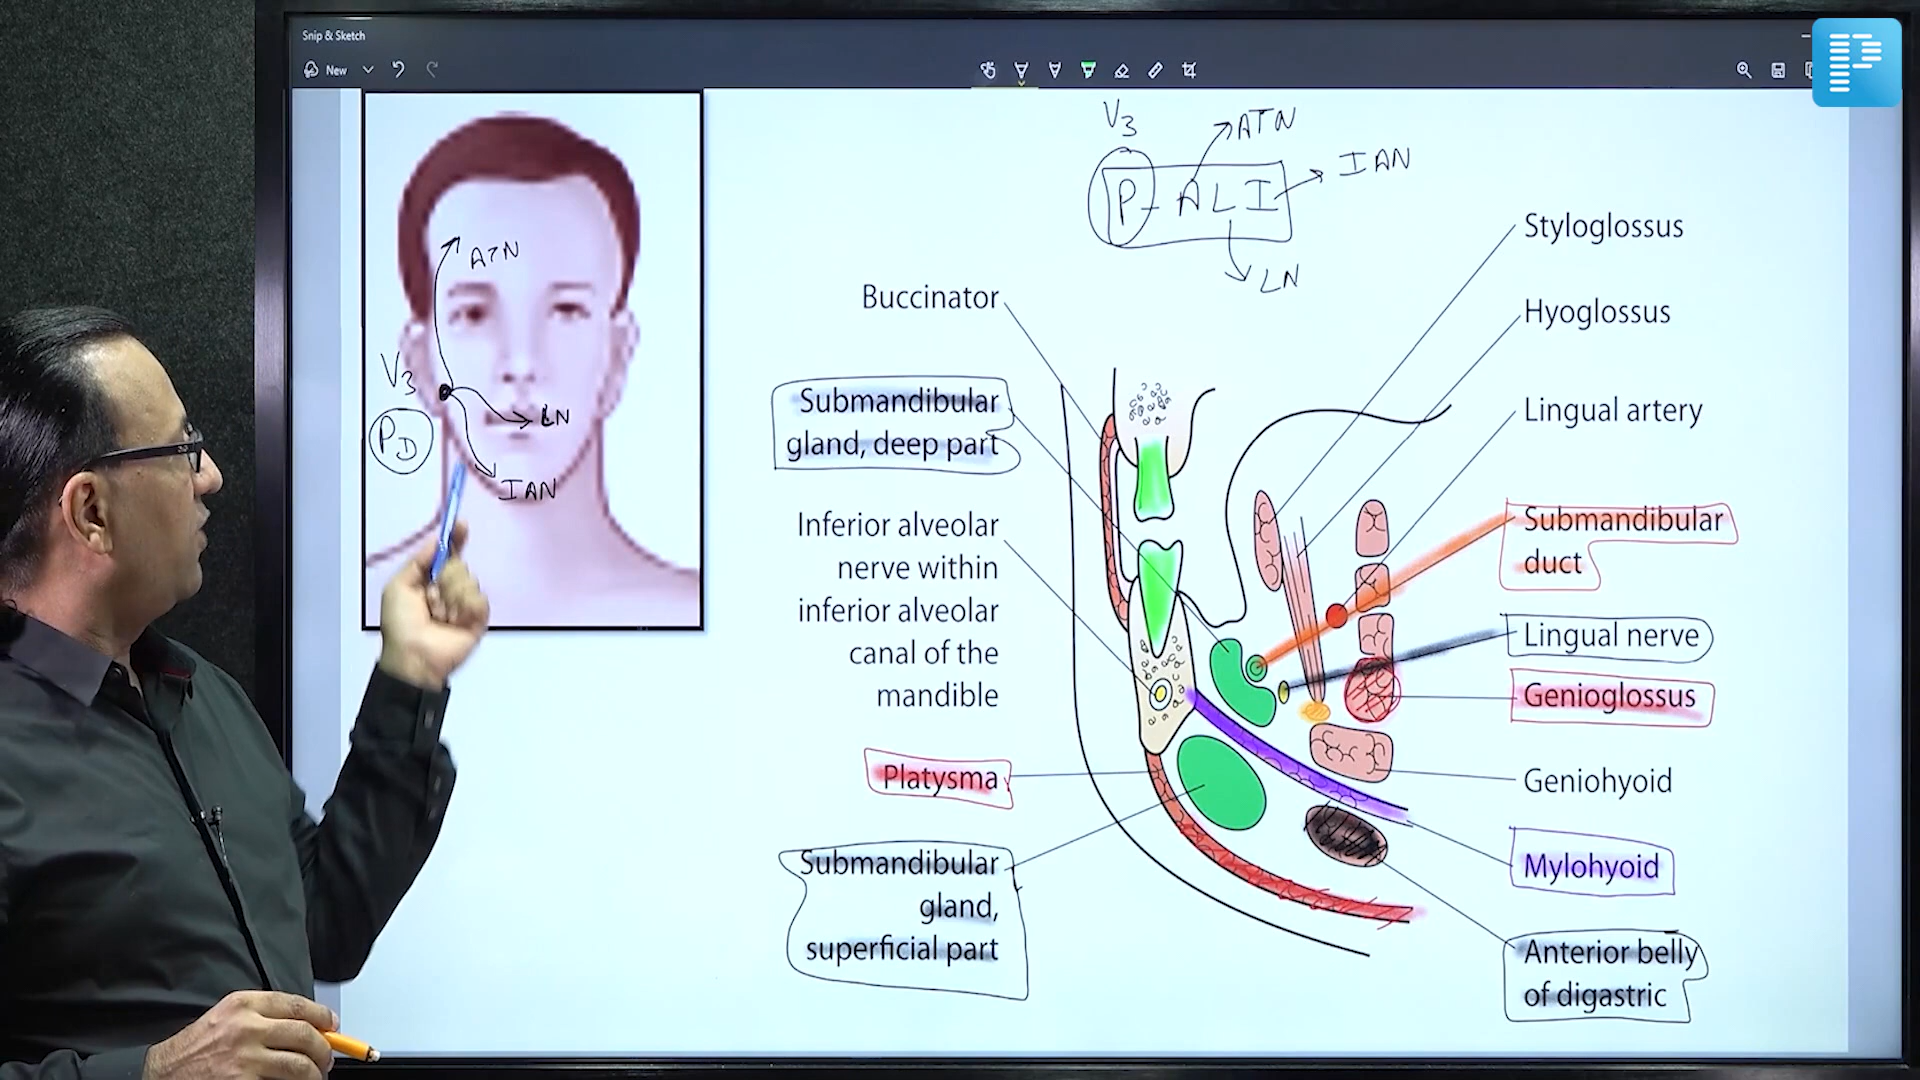 Snip & Sketch
New
V3
ATN
P - ALI
IAN
LN
ATN
V3
LN
PD
IAN
Buccinator
Submandibular
gland, deep part
Inferior alveolar
nerve within
inferior alveolar
canal of the
mandible
Platysma
Submandibular
gland,
superficial part
Styloglossus
Hyoglossus
Lingual artery
Submandibular
duct
Lingual nerve
Genioglossus
Geniohyoid
Mylohyoid
Anterior belly
of digastric